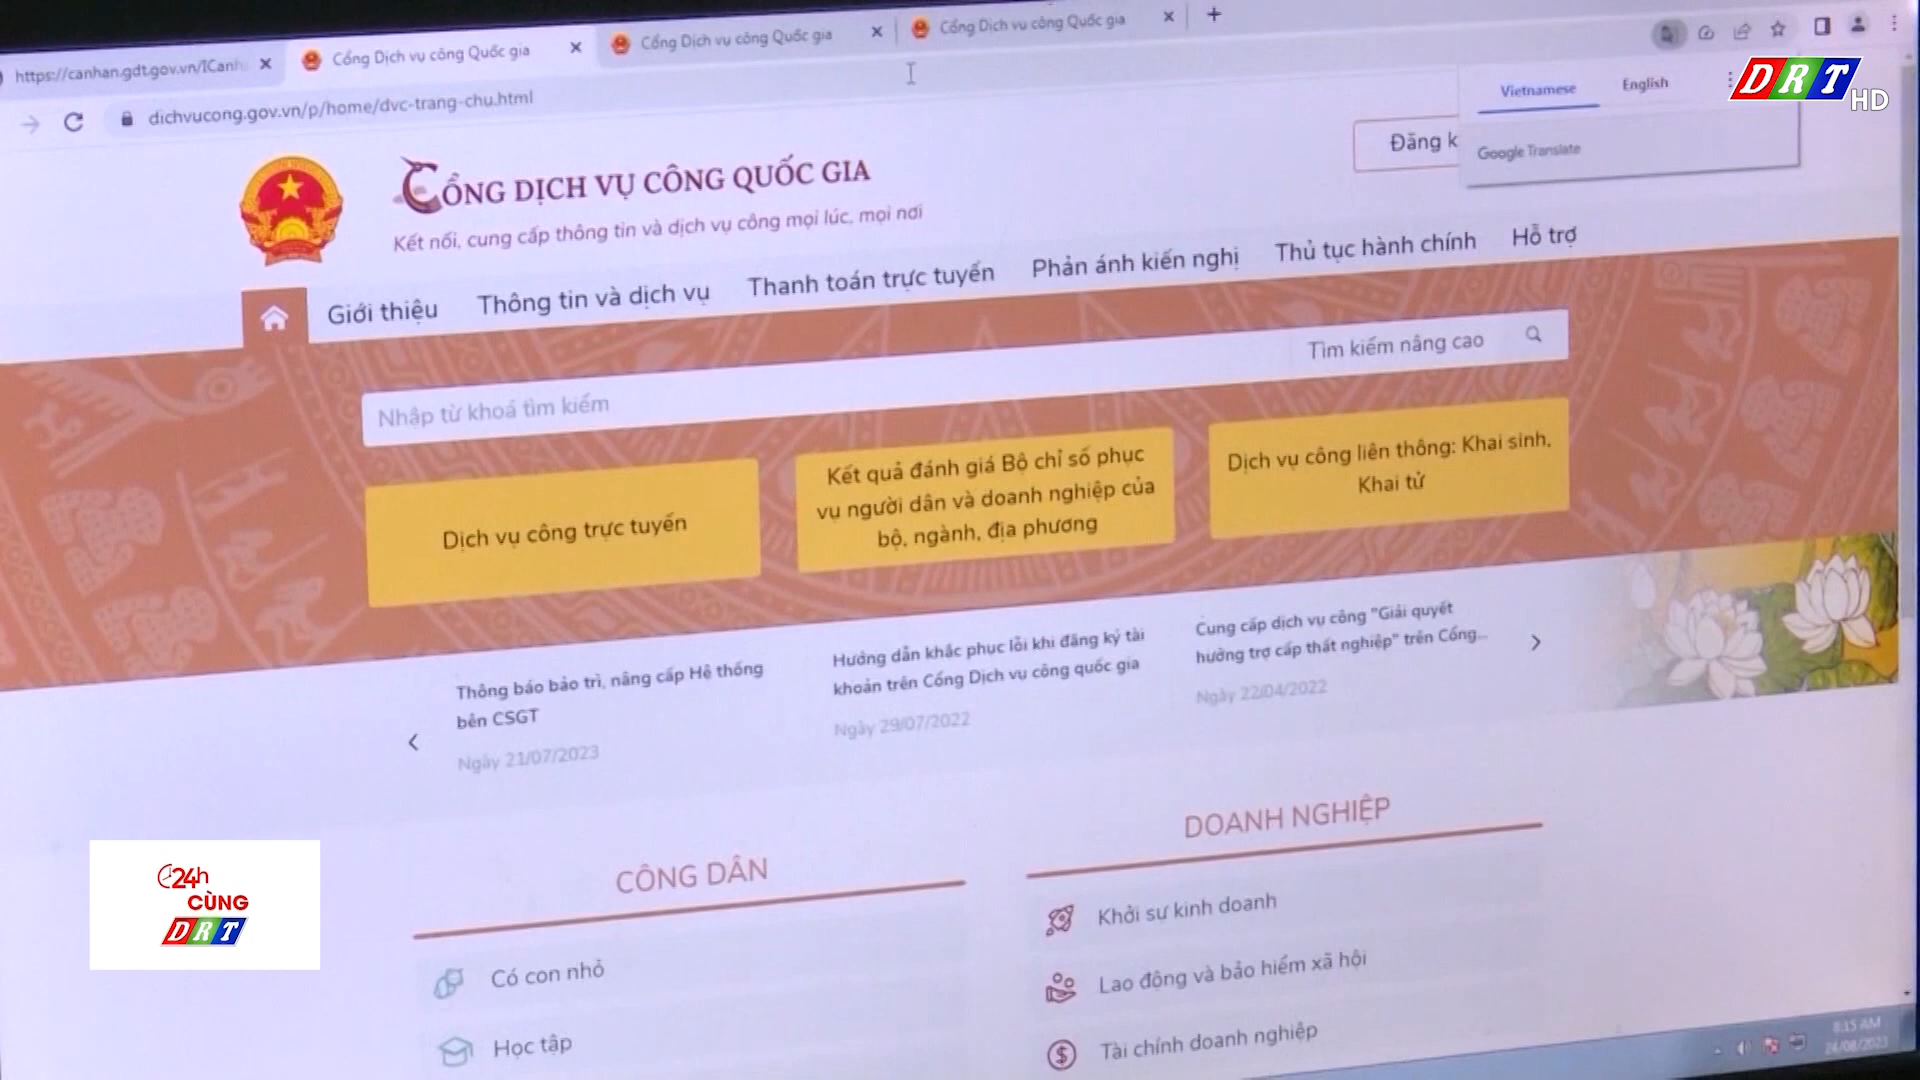 https://canhan.gdt.gov.vn/ICanh
Cổng Dịch vụ công Quốc gia
Cổng Dịch vụ công Quốc gia
Cổng Dịch vụ công Quốc gia
dichvucong.gov.vn/p/home/dvc-trang-chu.html
Vietnamese
English
Google Translate
DRT HD
CỔNG DỊCH VỤ CÔNG QUỐC GIA
Kết nối, cung cấp thông tin và dịch vụ công mọi lúc, mọi nơi
Đăng k
Giới thiệu
Thông tin và dịch vụ
Thanh toán trực tuyến
Phản ánh kiến nghị
Thủ tục hành chính
Hỗ trợ
Nhập từ khoá tìm kiếm
Tìm kiếm nâng cao
Dịch vụ công trực tuyến
Kết quả đánh giá Bộ chỉ số phục
vụ người dân và doanh nghiệp của
bộ, ngành, địa phương
Dịch vụ công liên thông: Khai sinh,
Khai tử
Thông báo bảo trì, nâng cấp Hệ thống
bên CSGT
Ngày 21/07/2023
Hướng dẫn khắc phục lỗi khi đăng ký tài
khoản trên Cổng Dịch vụ công quốc gia
Ngày 29/07/2022
Cung cấp dịch vụ công "Giải quyết
hưởng trợ cấp thất nghiệp" trên Cổng...
Ngày 22/04/2022
CÔNG DÂN
Có con nhỏ
Học tập
DOANH NGHIỆP
Khởi sự kinh doanh
Lao động và bảo hiểm xã hội
Tài chính doanh nghiệp
24h
CÙNG
DRT
8:15 AM
24/08/2023